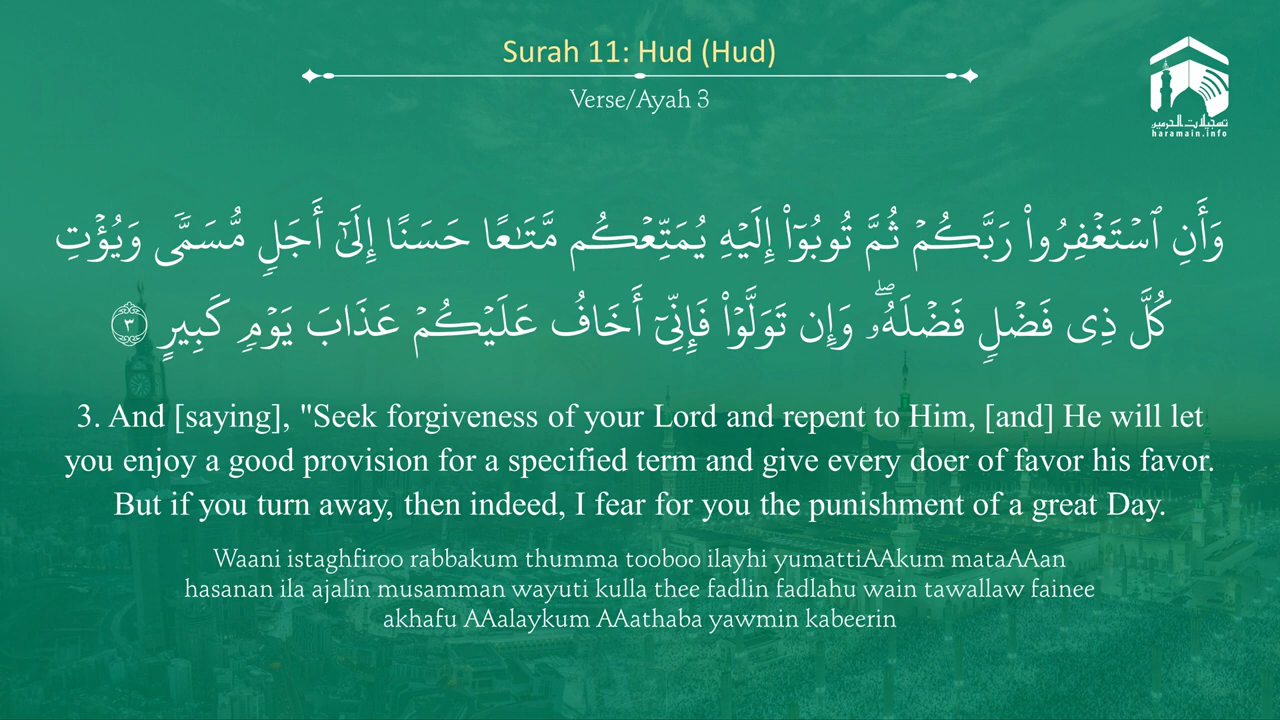 Surah 11: Hud (Hud)
Verse/Ayah 3
تسجيلات الحرمين
haramain.info
وَأَنِ ٱسۡتَغۡفِرُواْ رَبَّكُمۡ ثُمَّ تُوبُوٓاْ إِلَيۡهِ يُمَتِّعۡكُم مَّتَٰعًا حَسَنًا إِلَىٰٓ أَجَلٖ مُّسَمّٗى وَيُؤۡتِ
كُلَّ ذِي فَضۡلٖ فَضۡلَهُۥۖ وَإِن تَوَلَّوۡاْ فَإِنِّيٓ أَخَافُ عَلَيۡكُمۡ عَذَابَ يَوۡمٖ كَبِيرٍ ٣
3. And [saying], "Seek forgiveness of your Lord and repent to Him, [and] He will let
you enjoy a good provision for a specified term and give every doer of favor his favor.
But if you turn away, then indeed, I fear for you the punishment of a great Day.
Waani istaghfiroo rabbakum thumma tooboo ilayhi yumattiAAkum mataAAan
hasanan ila ajalin musamman wayuti kulla thee fadlin fadlahu wain tawallaw fainee
akhafu AAalaykum AAathaba yawmin kabeerin